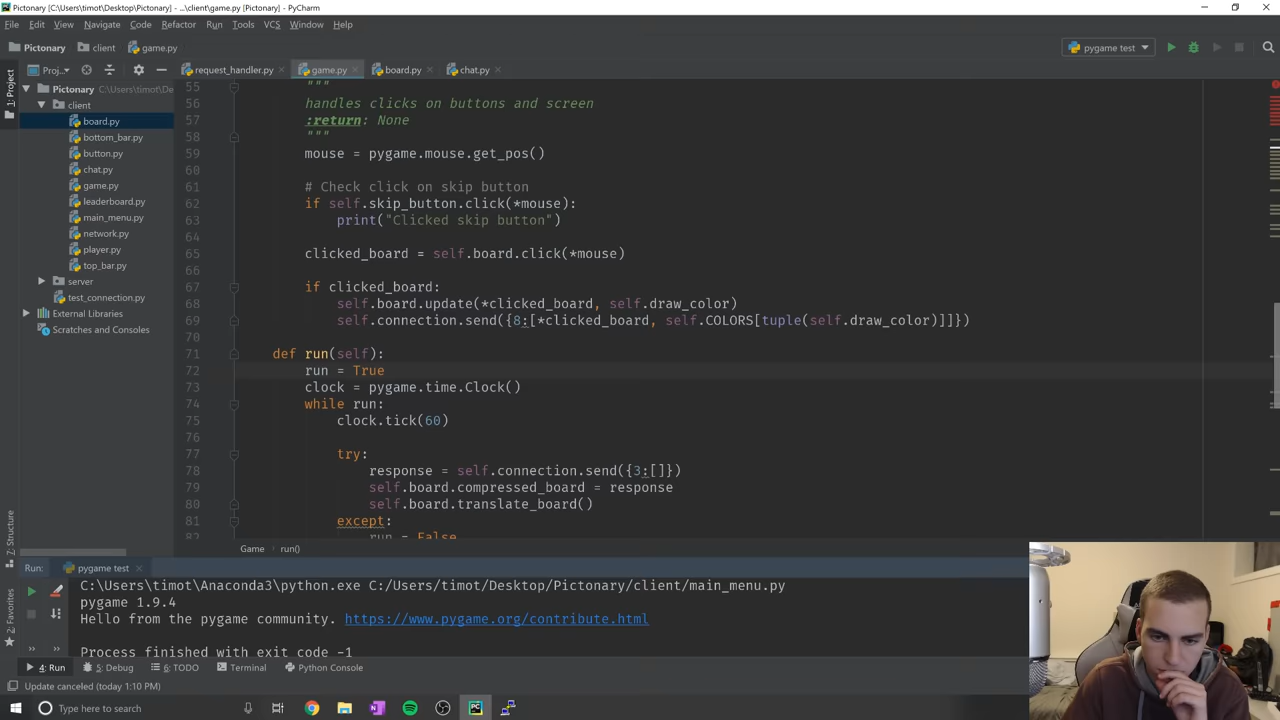 Pictonary [C:\Users\timot\Desktop\Pictonary] - ...\client\game.py [Pictonary] - PyCharm
File Edit View Navigate Code Refactor Run Tools VCS Window Help
Pictonary client game.py pygame test
1: Project Proj... request_handler.py game.py board.py chat.py
Pictonary C:\Users\timot\De
client
board.py
bottom_bar.py
button.py
chat.py
game.py
leaderboard.py
main_menu.py
network.py
player.py
top_bar.py
server
test_connection.py
External Libraries
Scratches and Consoles
55 """
56 handles clicks on buttons and screen
57 :return: None
58 """
59 mouse = pygame.mouse.get_pos()
60
61 # Check click on skip button
62 if self.skip_button.click(*mouse):
63 print("Clicked skip button")
64
65 clicked_board = self.board.click(*mouse)
66
67 if clicked_board:
68 self.board.update(*clicked_board, self.draw_color)
69 self.connection.send({8:[*clicked_board, self.COLORS[tuple(self.draw_color)]]})
70
71 def run(self):
72 run = True
73 clock = pygame.time.Clock()
74 while run:
75 clock.tick(60)
76
77 try:
78 response = self.connection.send({3:[]})
79 self.board.compressed_board = response
80 self.board.translate_board()
81 except:
82 run = False
Game run()
Z: Structure
2: Favorites
Run: pygame test
C:\Users\timot\Anaconda3\python.exe C:/Users/timot/Desktop/Pictonary/client/main_menu.py
pygame 1.9.4
Hello from the pygame community. https://www.pygame.org/contribute.html
Process finished with exit code -1
4: Run 5: Debug 6: TODO Terminal Python Console
Update canceled (today 1:10 PM)
Type here to search